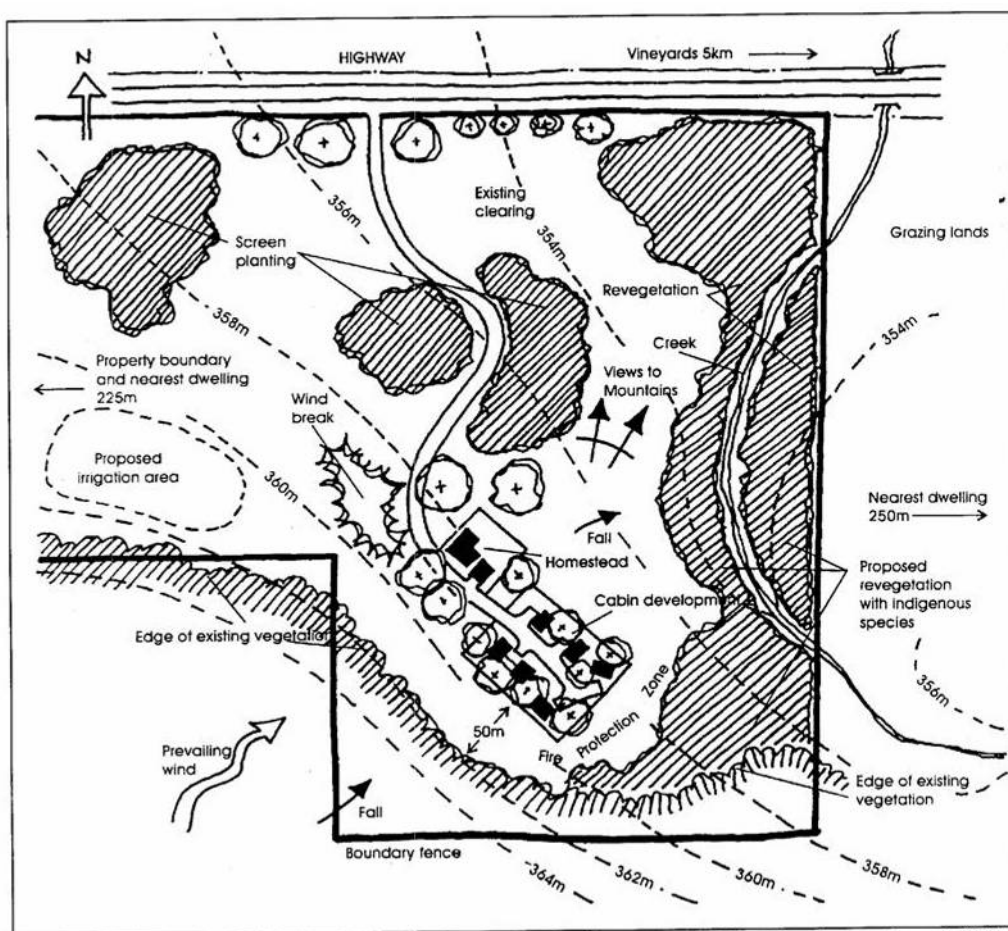 N
HIGHWAY
Vineyards 5km
Existing
clearing
356m
354m
Grazing lands
Screen
planting
Revegetation
358m
Creek
354m
Property boundary
and nearest dwelling
225m
Views to
Mountains
Wind
break
Proposed
irrigation area
360m
Nearest dwelling
250m
Fall
Homestead
Proposed
revegetation
with indigenous
species
Cabin development
Edge of existing vegetation
356m
50m
Fire Protection Zone
Prevailing
wind
Edge of existing
vegetation
Fall
Boundary fence
364m
362m
360m
358m